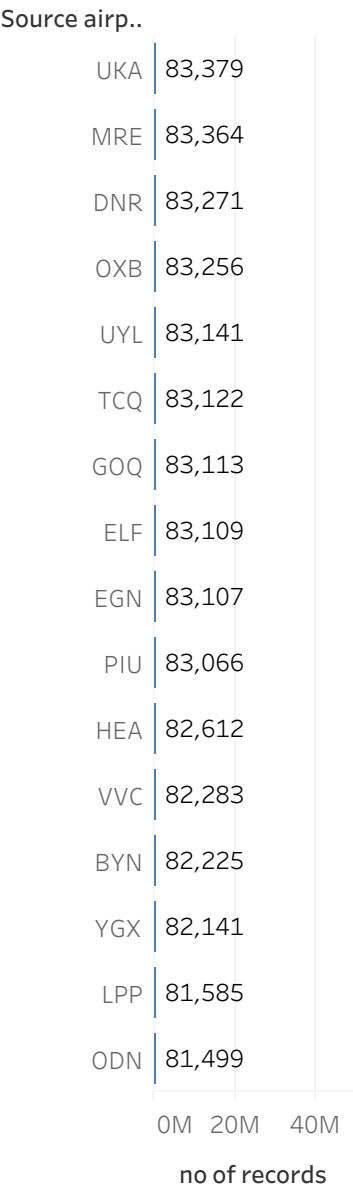 Source airp..
UKA 83,379
MRE 83,364
DNR 83,271
OXB 83,256
UYL 83,141
TCQ 83,122
GOQ 83,113
ELF 83,109
EGN 83,107
PIU 83,066
HEA 82,612
VVC 82,283
BYN 82,225
YGX 82,141
LPP 81,585
ODN 81,499
0M 20M 40M
no of records